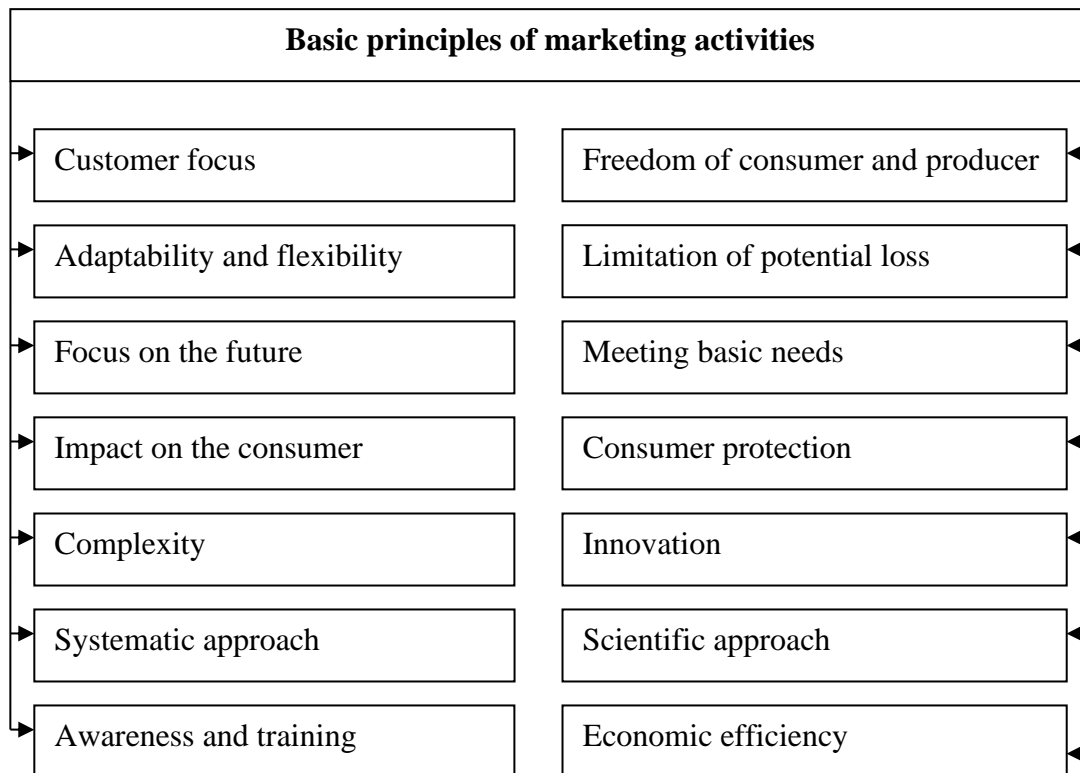 Basic principles of marketing activities
Customer focus
Freedom of consumer and producer
Adaptability and flexibility
Limitation of potential loss
Focus on the future
Meeting basic needs
Impact on the consumer
Consumer protection
Complexity
Innovation
Systematic approach
Scientific approach
Awareness and training
Economic efficiency